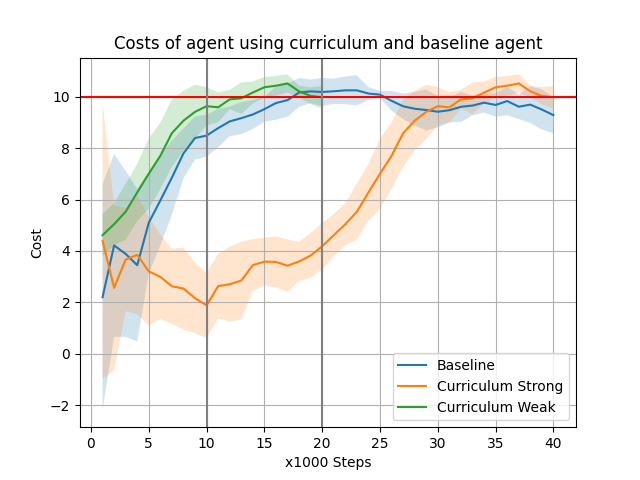 Costs of agent using curriculum and baseline agent
10
8
6
4
2
0
−2
Cost
0 5 10 15 20 25 30 35 40
x1000 Steps
Baseline
Curriculum Strong
Curriculum Weak